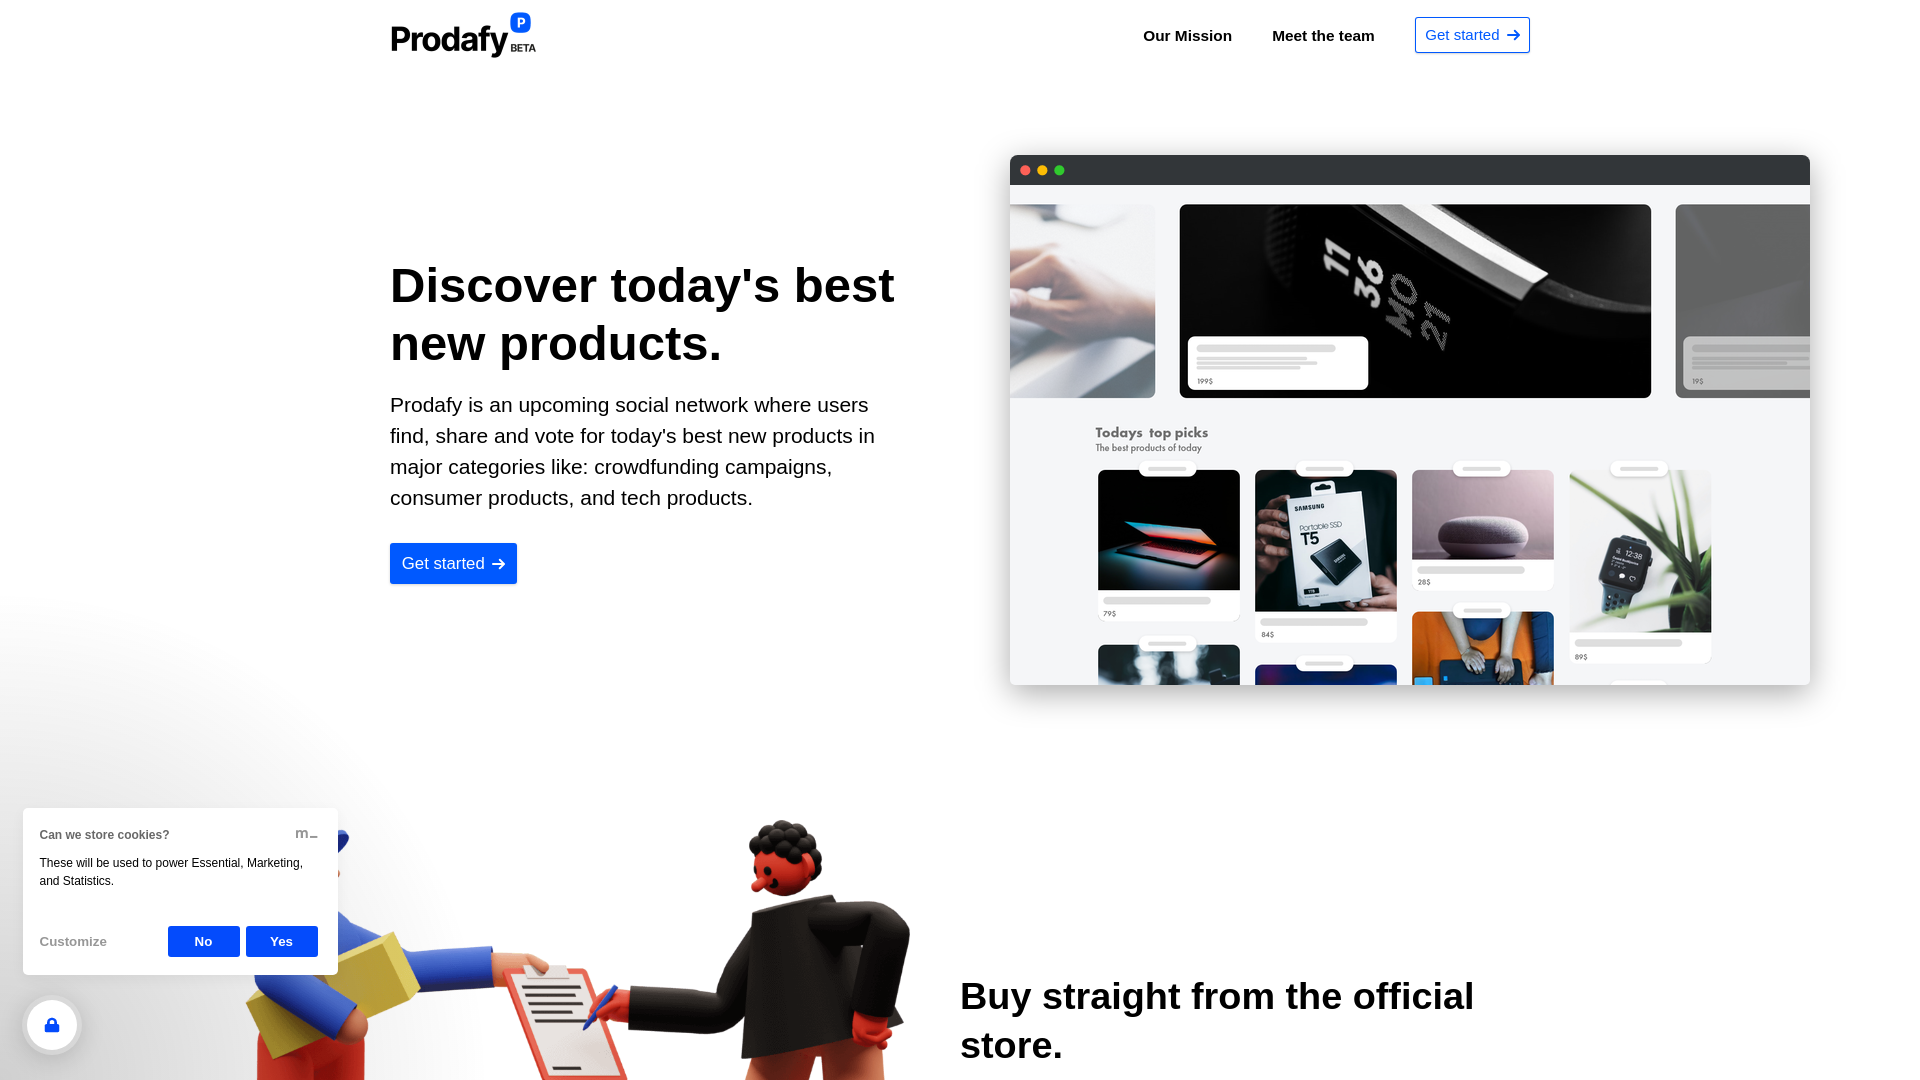 Prodafy P
BETA
Our Mission
Meet the team
Get started
Discover today's best
new products.
Prodafy is an upcoming social network where users
find, share and vote for today's best new products in
major categories like: crowdfunding campaigns,
consumer products, and tech products.
Get started
11
36
MO
21
199$
19$
Todays top picks
The best products of today
79$
SAMSUNG
Portable SSD
T5
84$
28$
12:38
89$
Can we store cookies?
m_
These will be used to power Essential, Marketing,
and Statistics.
Customize
No
Yes
Buy straight from the official
store.